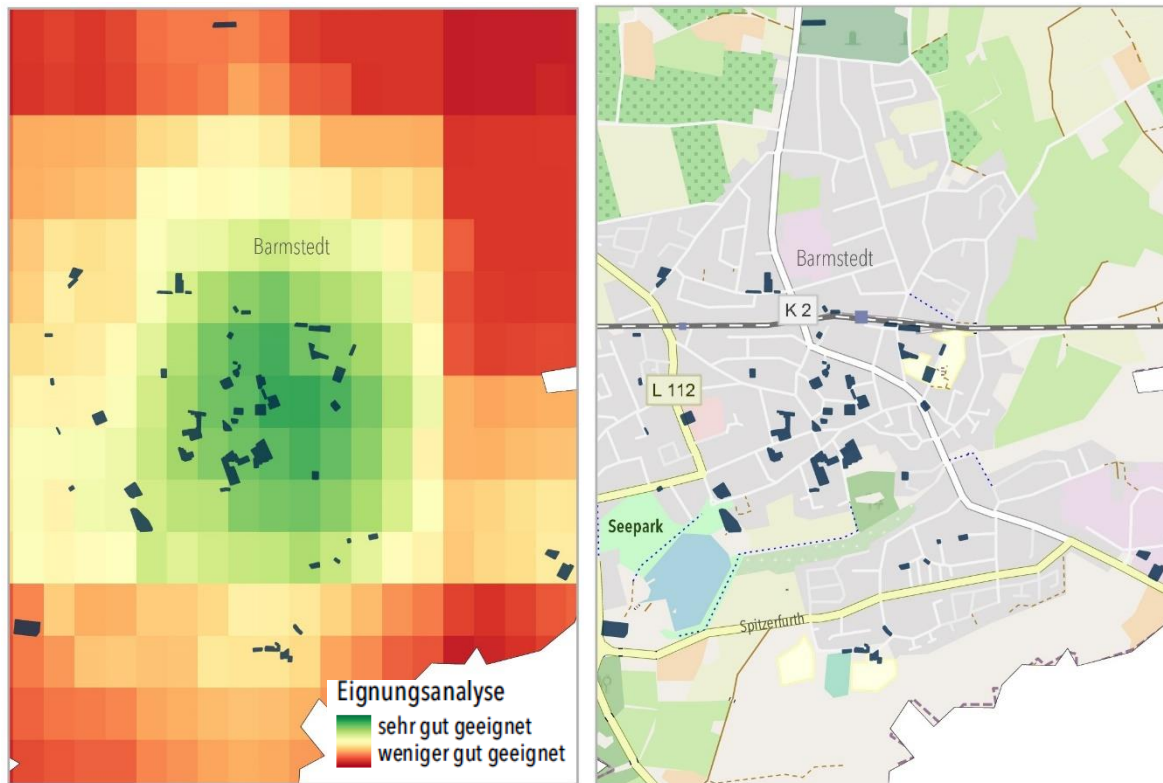 Barmstedt
Eignungsanalyse
sehr gut geeignet
weniger gut geeignet
Barmstedt
K 2
L 112
Seepark
Spitzerfurth